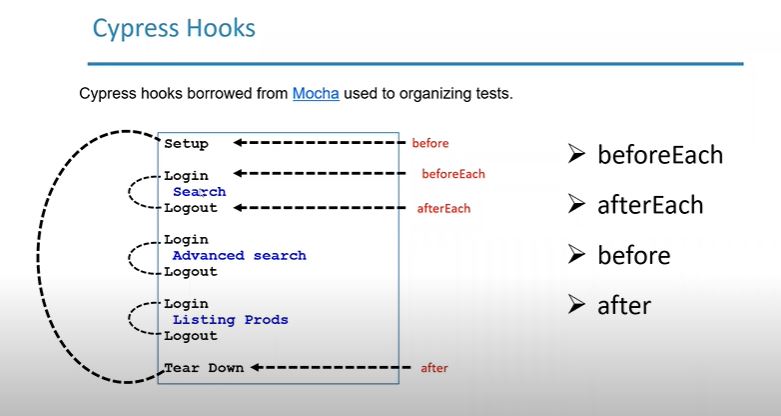 Cypress Hooks
Cypress hooks borrowed from Mocha used to organizing tests.
Setup
before
Login
beforeEach
Search
Logout
afterEach
Login
Advanced search
Logout
Login
Listing Prods
Logout
Tear Down
after
➢ beforeEach
➢ afterEach
➢ before
➢ after